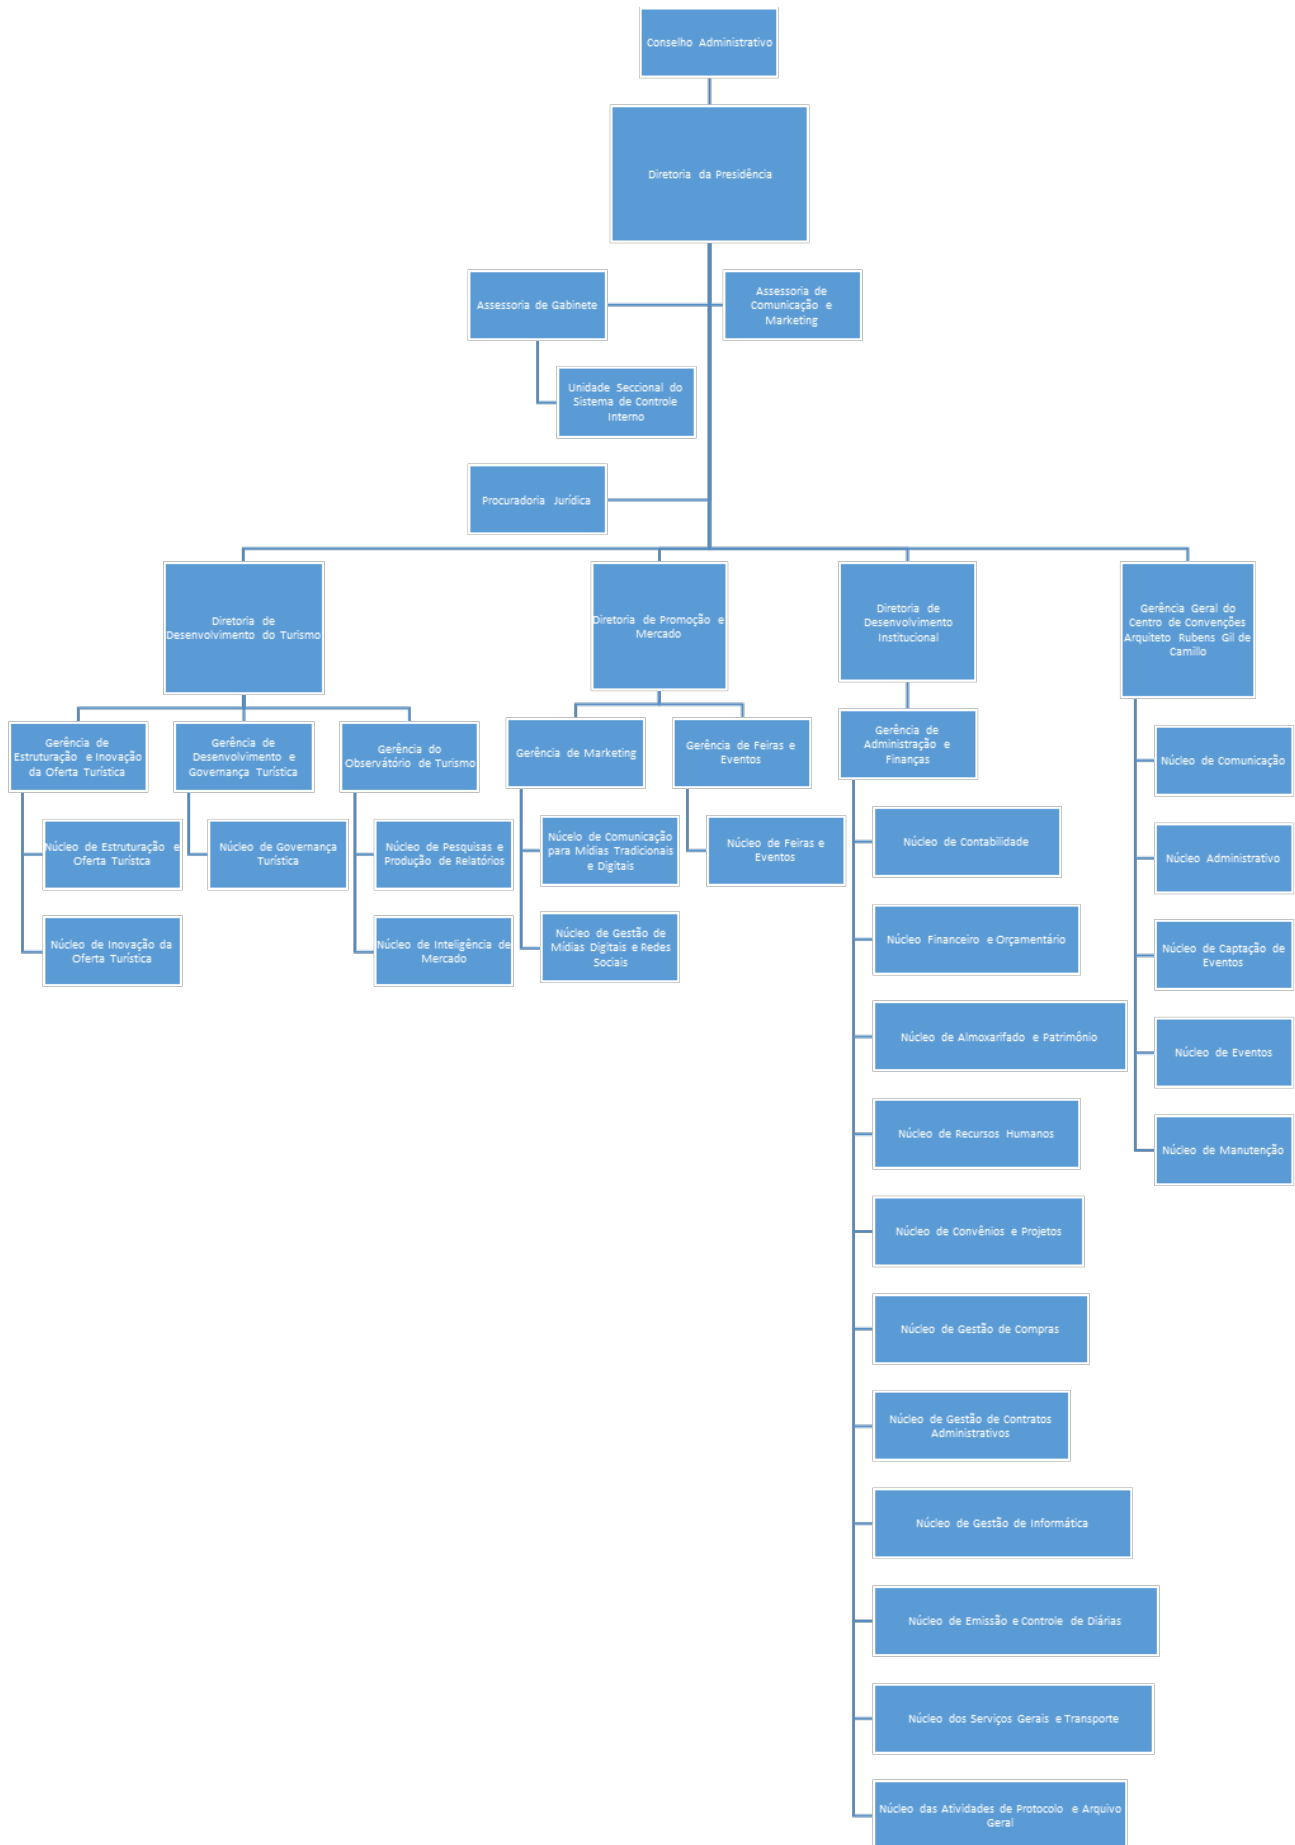 Conselho Administrativo
Diretoria da Presidência
Assessoria de Gabinete
Assessoria de
Comunicação e
Marketing
Unidade Seccional do
Sistema de Controle
Interno
Procuradoria Jurídica
Diretoria de
Desenvolvimento do Turismo
Diretoria de Promoção e
Mercado
Diretoria de
Desenvolvimento
Institucional
Gerência Geral do
Centro de Convenções
Arquiteto Rubens Gil de
Camillo
Gerência de
Estruturação e Inovação
da Oferta Turística
Gerência de
Desenvolvimento e
Governança Turística
Gerência do
Observátório de Turismo
Gerência de Marketing
Gerência de Feiras e
Eventos
Gerência de
Administração e
Finanças
Núcleo de Estruturação e
Oferta Turístca
Núcleo de Inovação da
Oferta Turística
Núcleo de Governança
Turística
Núcleo de Pesquisas e
Produção de Relatórios
Núcleo de Inteligência de
Mercado
Núcelo de Comunicação
para Mídias Tradicionais
e Digitais
Núcleo de Gestão de
Mídias Digitais e Redes
Sociais
Núcleo de Feiras e
Eventos
Núcleo de Contabilidade
Núcleo Financeiro e Orçamentário
Núcleo de Almoxarifado e Patrimônio
Núcleo de Recursos Humanos
Núcleo de Convênios e Projetos
Núcleo de Gestão de Compras
Núcleo de Gestão de Contratos
Administrativos
Núcleo de Gestão de Informática
Núcleo de Emissão e Controle de Diárias
Núcleo dos Serviços Gerais e Transporte
Núcleo das Atividades de Protocolo e Arquivo
Geral
Núcleo de Comunicação
Núcleo Administrativo
Núcleo de Captação de
Eventos
Núcleo de Eventos
Núcleo de Manutenção